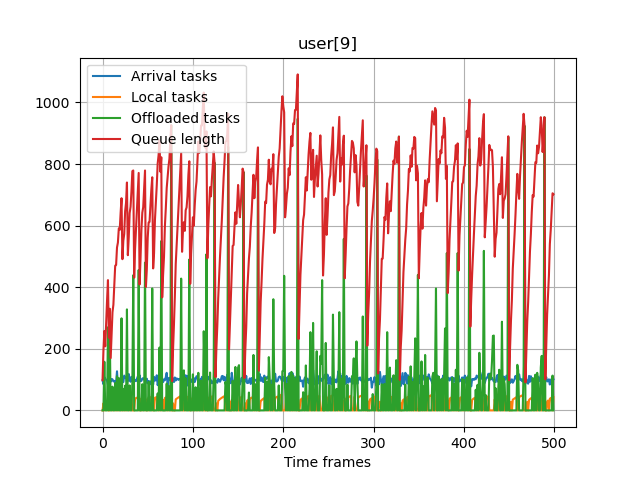 user[9]
Arrival tasks
Local tasks
Offloaded tasks
Queue length
1000
800
600
400
200
0
0 100 200 300 400 500
Time frames